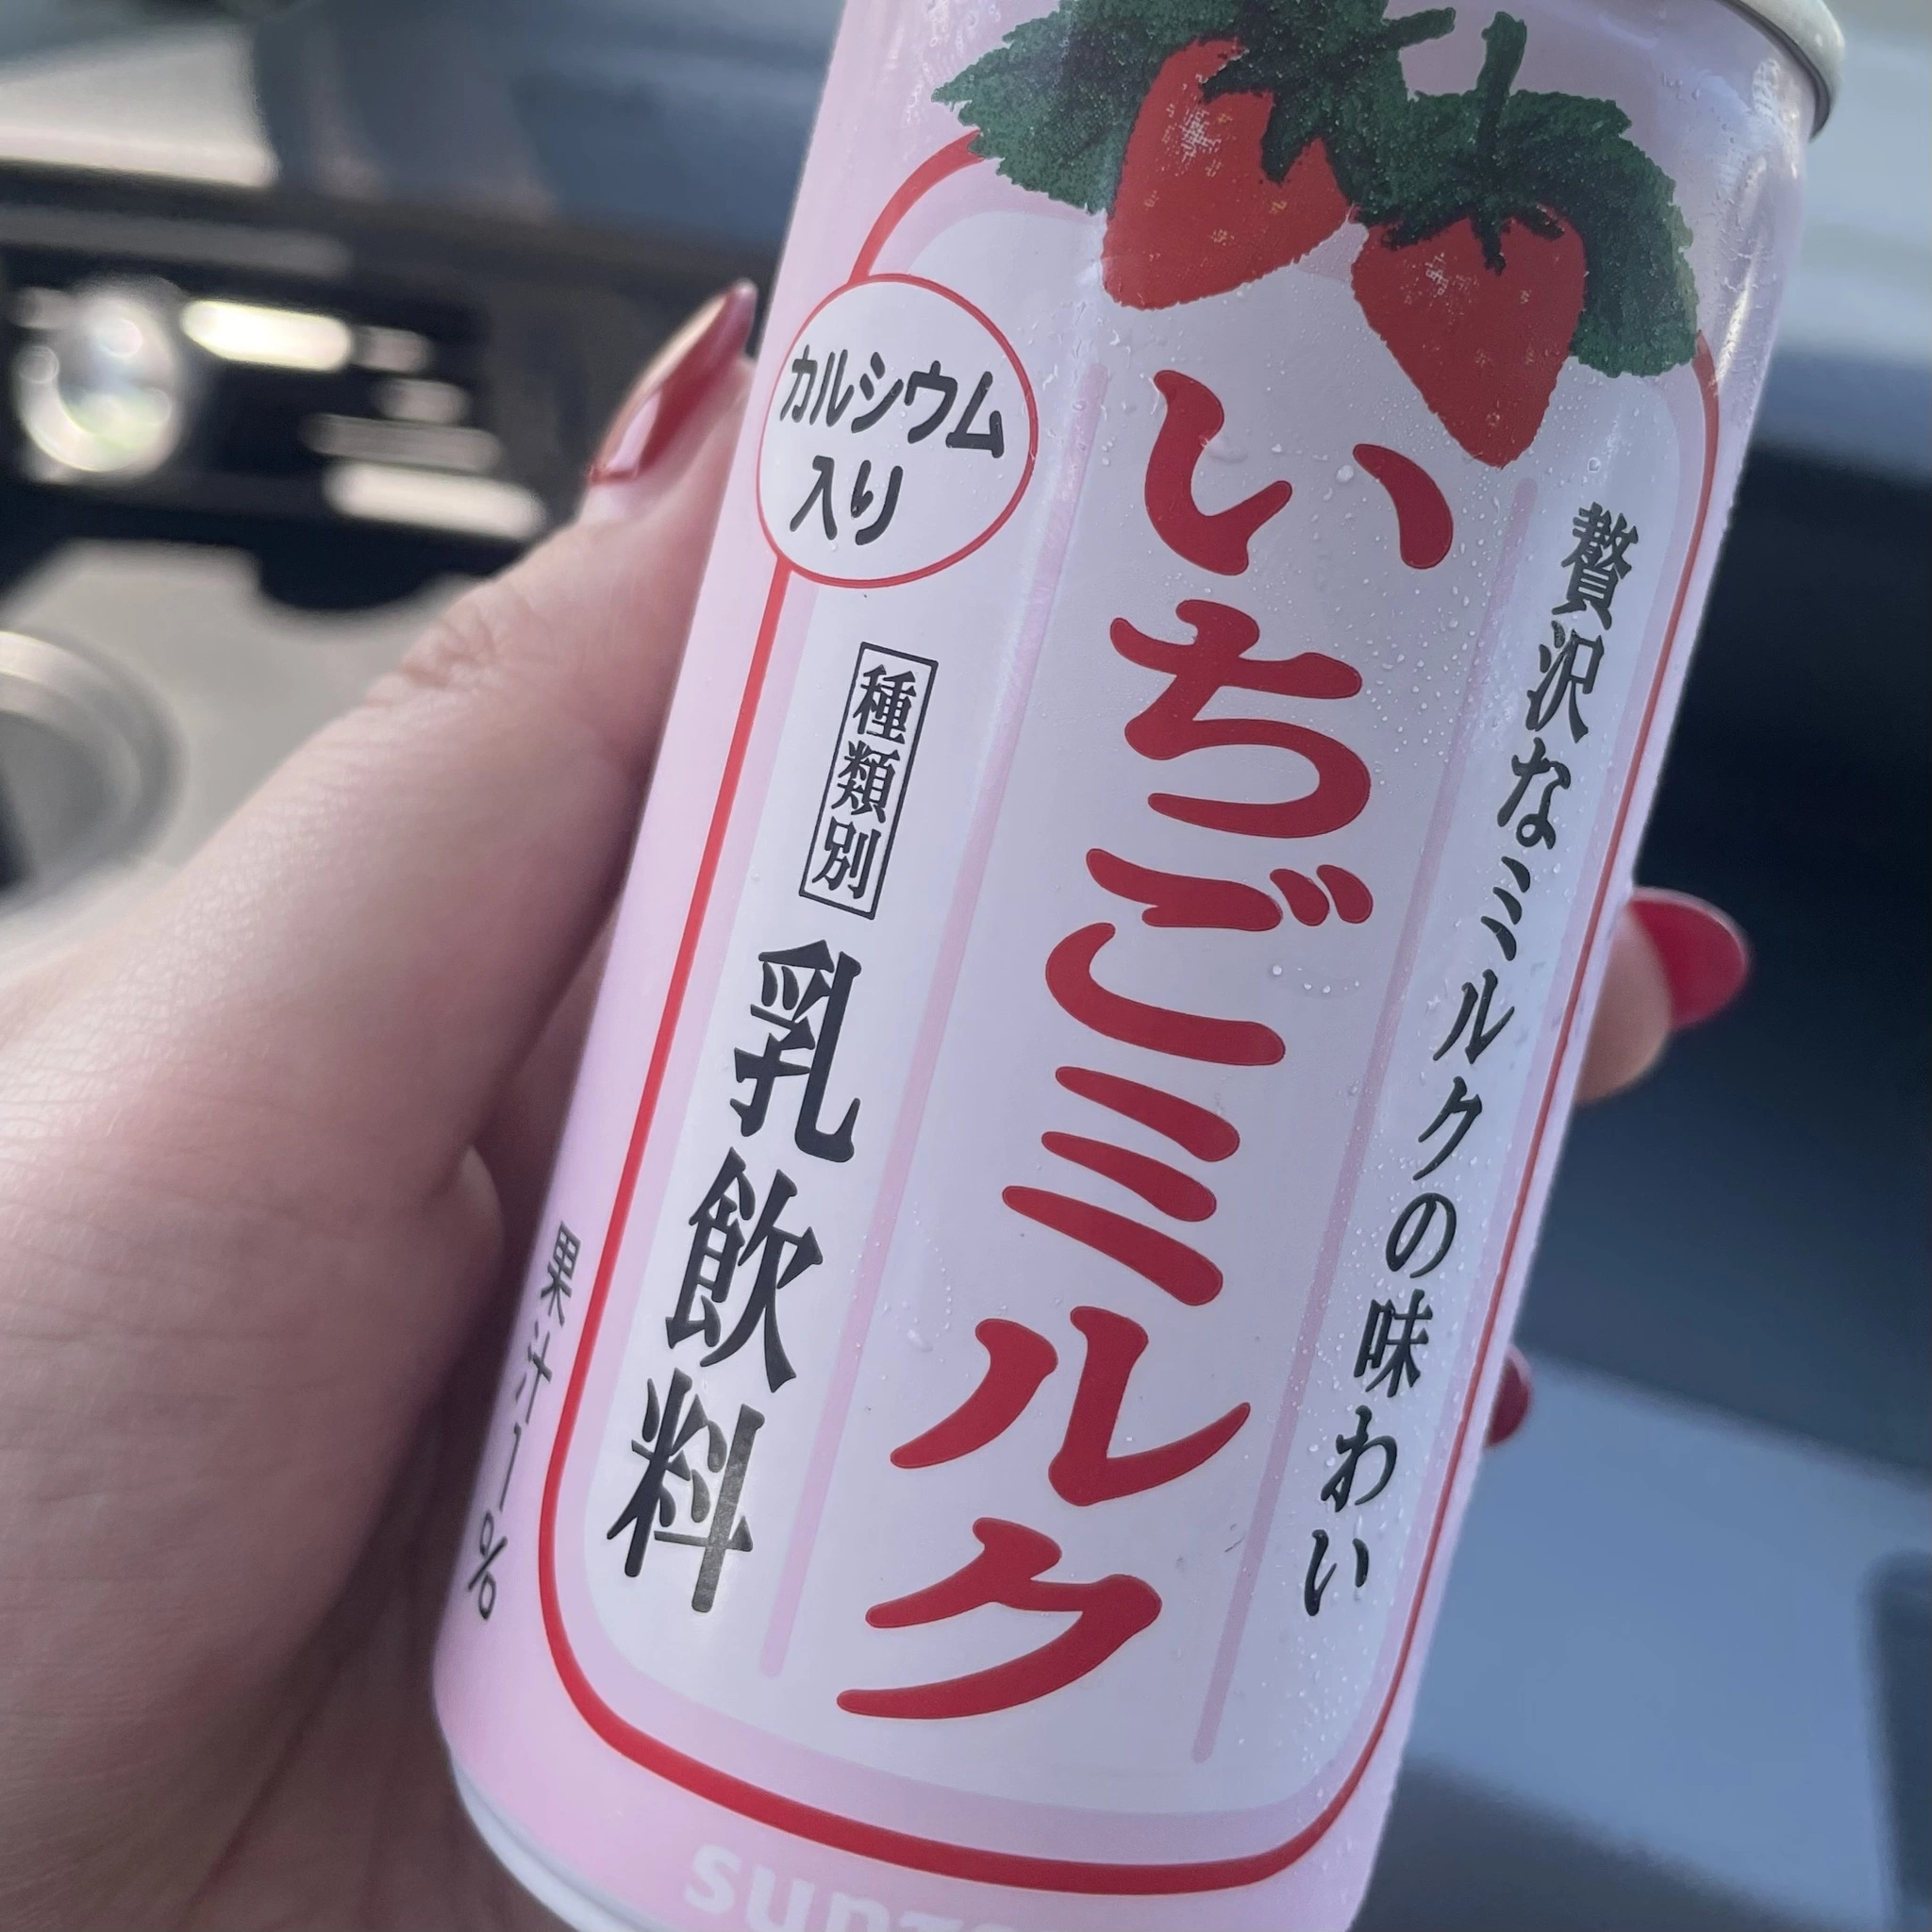 贅沢なミルクの味わい
いちごミルク
カルシウム
入り
種類別
乳飲料
果汁11%